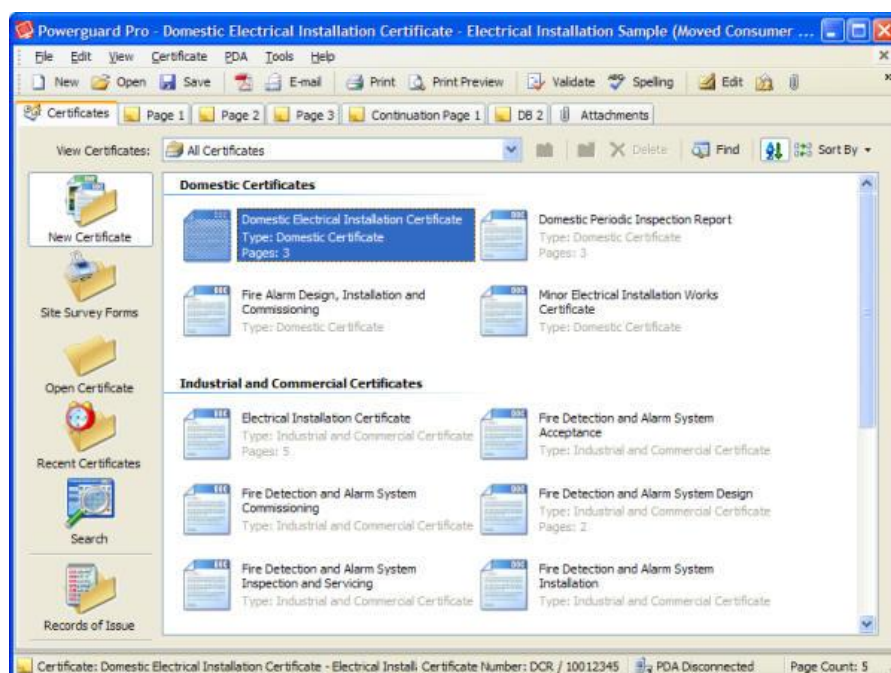 Powerguard Pro - Domestic Electrical Installation Certificate - Electrical Installation Sample (Moved Consumer ...
File Edit View Certificate PDA Tools Help
New Open Save E-mail Print Print Preview Validate Spelling Edit
Certificates Page 1 Page 2 Page 3 Continuation Page 1 DB 2 Attachments
View Certificates: All Certificates Delete Find Sort By
New Certificate
Site Survey Forms
Open Certificate
Recent Certificates
Search
Records of Issue
Domestic Certificates
Domestic Electrical Installation Certificate
Type: Domestic Certificate
Pages: 3
Domestic Periodic Inspection Report
Type: Domestic Certificate
Pages: 3
Fire Alarm Design, Installation and
Commissioning
Type: Domestic Certificate
Minor Electrical Installation Works
Certificate
Type: Domestic Certificate
Industrial and Commercial Certificates
Electrical Installation Certificate
Type: Industrial and Commercial Certificate
Pages: 5
Fire Detection and Alarm System
Acceptance
Type: Industrial and Commercial Certificate
Fire Detection and Alarm System
Commissioning
Type: Industrial and Commercial Certificate
Fire Detection and Alarm System Design
Type: Industrial and Commercial Certificate
Pages: 2
Fire Detection and Alarm System
Inspection and Servicing
Type: Industrial and Commercial Certificate
Fire Detection and Alarm System
Installation
Type: Industrial and Commercial Certificate
Certificate: Domestic Electrical Installation Certificate - Electrical Install Certificate Number: DCR / 10012345 PDA Disconnected Page Count: 5